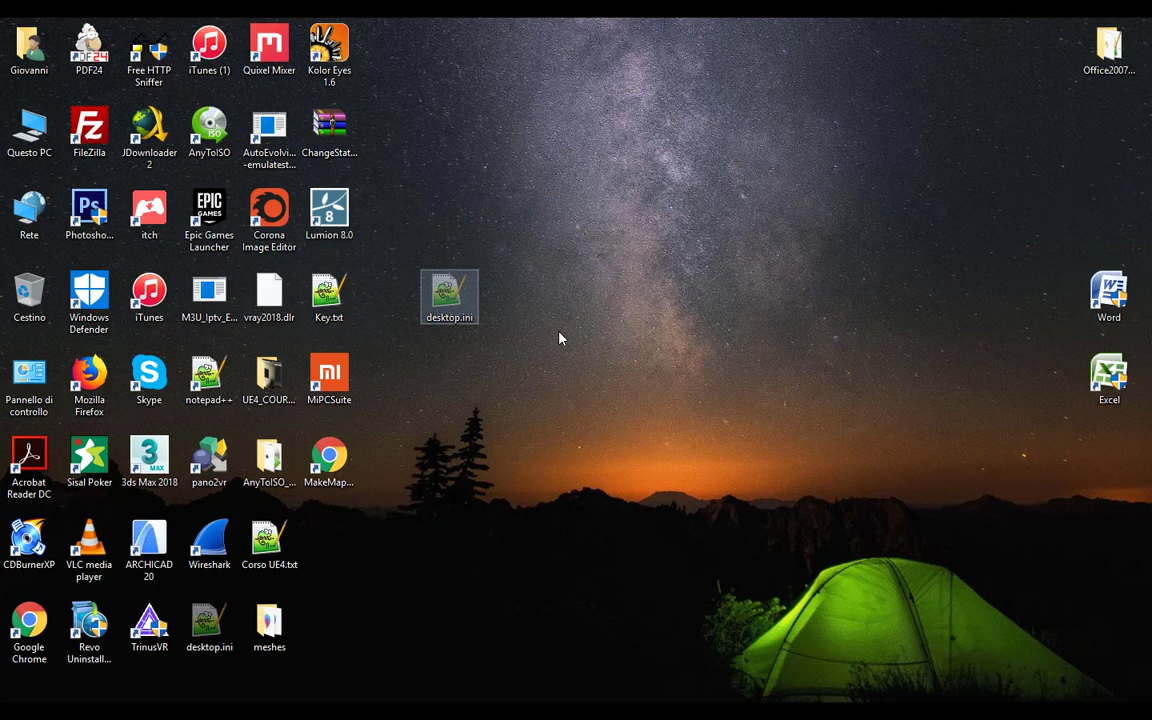 Giovanni
PDF24
Free HTTP
Sniffer
iTunes (1)
Quixel Mixer
Kolor Eyes
1.6
Office2007...
Questo PC
FileZilla
JDownloader
2
AnyToISO
AutoEvolvi...
-emulatest...
ChangeStat...
Rete
Photosho...
itch
Epic Games
Launcher
Corona
Image Editor
Lumion 8.0
Cestino
Windows
Defender
iTunes
M3U_Iptv_E...
vray2018.dlr
Key.txt
desktop.ini
Word
Pannello di
controllo
Mozilla
Firefox
Skype
notepad++
UE4_COUR...
MiPCSuite
Excel
Acrobat
Reader DC
Sisal Poker
3ds Max 2018
pano2vr
AnyToISO_...
MakeMap...
CDBurnerXP
VLC media
player
ARCHICAD
20
Wireshark
Corso UE4.txt
Google
Chrome
Revo
Uninstall...
TrinusVR
desktop.ini
meshes